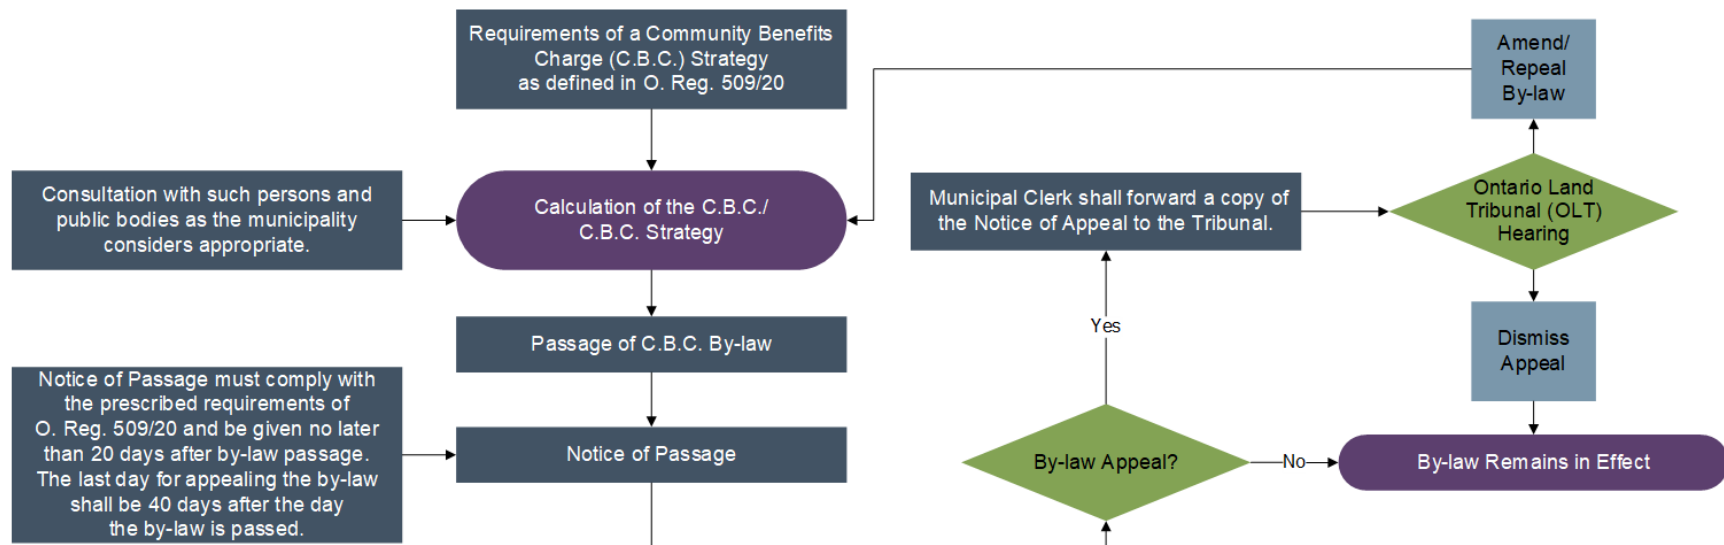 Requirements of a Community Benefits
Charge (C.B.C.) Strategy
as defined in O. Reg. 509/20
Amend/
Repeal
By-law
Consultation with such persons and
public bodies as the municipality
considers appropriate.
Calculation of the C.B.C./
C.B.C. Strategy
Municipal Clerk shall forward a copy of
the Notice of Appeal to the Tribunal.
Ontario Land
Tribunal (OLT)
Hearing
Passage of C.B.C. By-law
Yes
Dismiss
Appeal
Notice of Passage must comply with
the prescribed requirements of
O. Reg. 509/20 and be given no later
than 20 days after by-law passage.
The last day for appealing the by-law
shall be 40 days after the day
the by-law is passed.
Notice of Passage
By-law Appeal?
No
By-law Remains in Effect